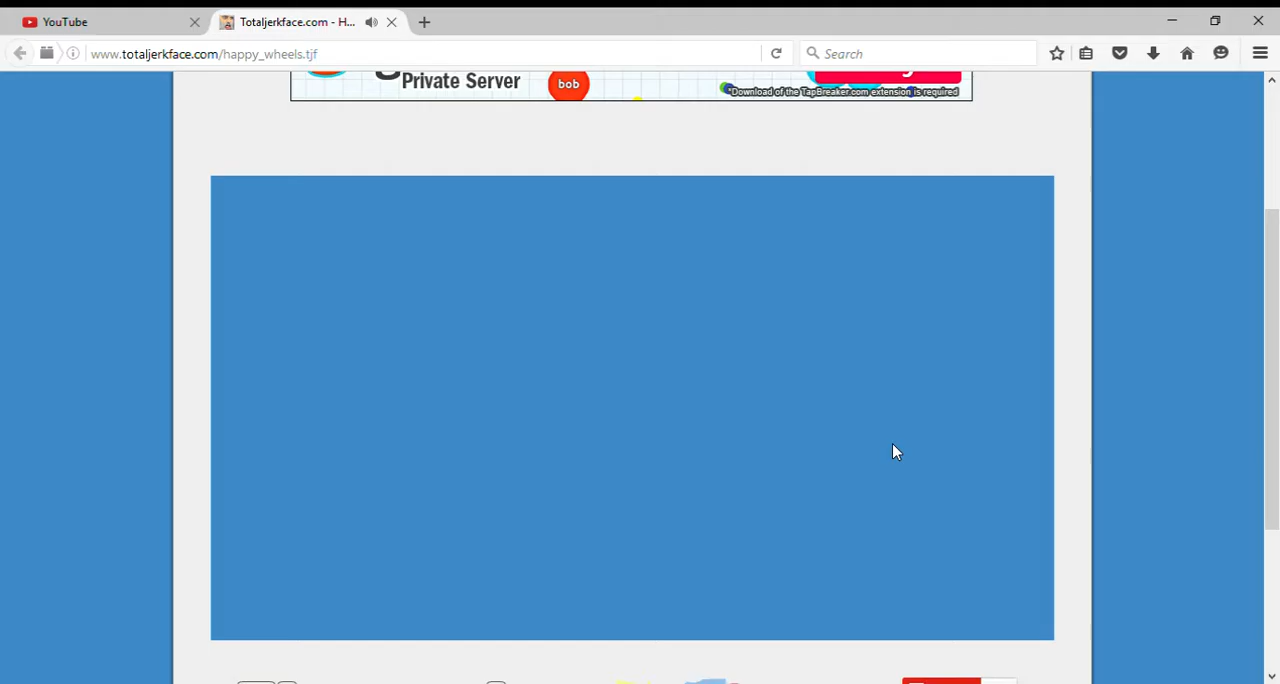 YouTube
Totaljerkface.com - H...
www.totaljerkface.com/happy_wheels.tjf
Search
Private Server
bob
*Download of the TapBreaker.com extension is required